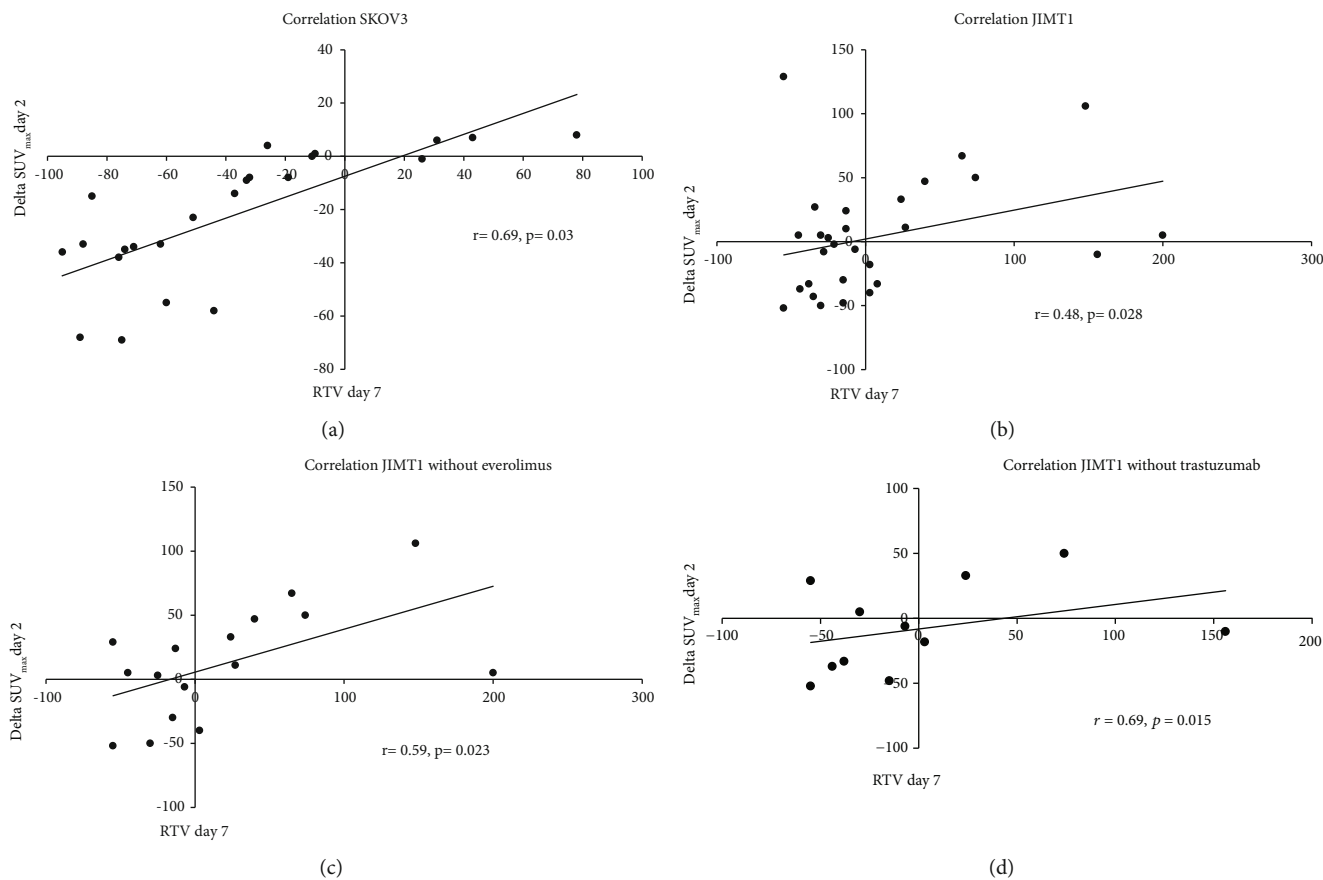 Correlation SKOV3
Delta SUVmax day 2
40
20
0
-20
-40
-60
-80
-100 -80 -60 -40 -20 0 20 40 60 80 100
r= 0.69, p= 0.03
RTV day 7
(a)
Correlation JIMT1
Delta SUVmax day 2
150
100
50
0
-50
-100
-100 0 100 200 300
r= 0.48, p= 0.028
RTV day 7
(b)
Correlation JIMT1 without everolimus
Delta SUVmax day 2
150
100
50
0
-50
-100
-100 0 100 200 300
r= 0.59, p= 0.023
RTV day 7
(c)
Correlation JIMT1 without trastuzumab
Delta SUVmax day 2
100
50
0
−50
−100
−100 −50 0 50 100 150 200
r = 0.69, p = 0.015
RTV day 7
(d)